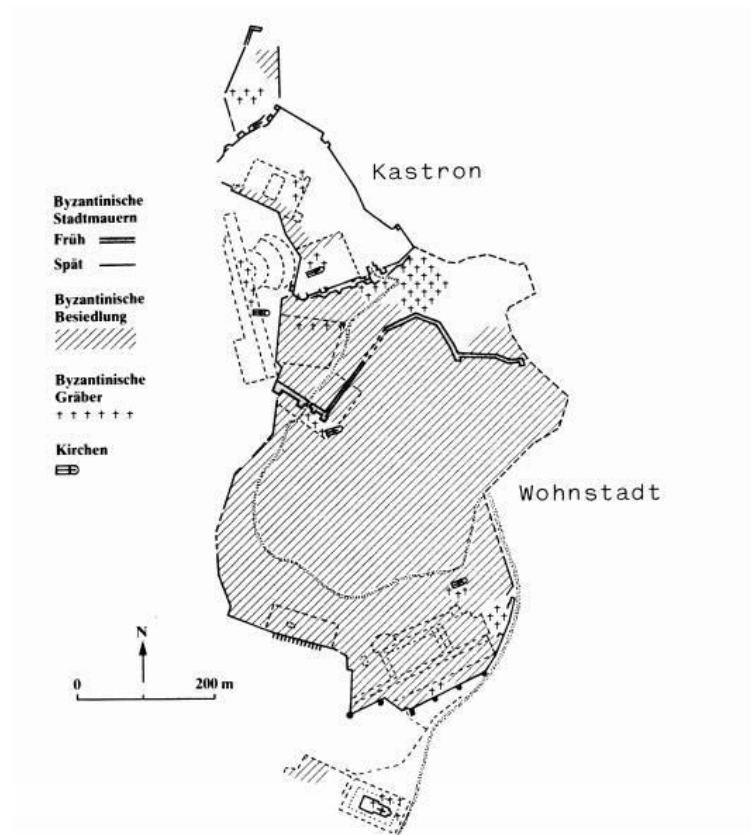 Kastron
Byzantinische
Stadtmauern
Früh
Spät
Byzantinische
Besiedlung
Byzantinische
Gräber
Kirchen
Wohnstadt
N
0 200 m